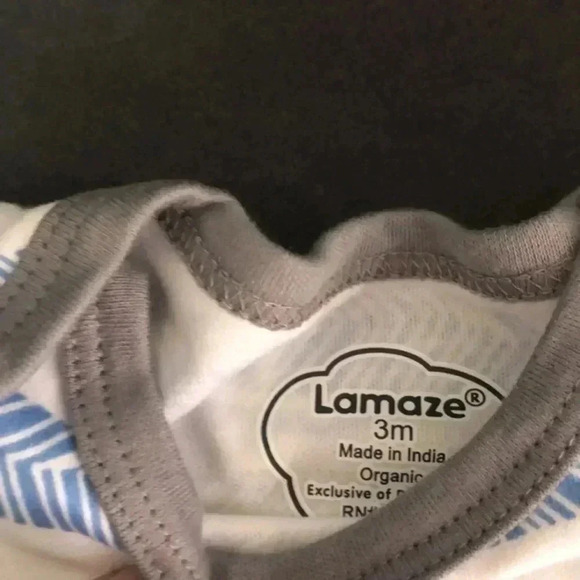 Lamaze®
3m
Made in India
Organic
Exclusive of